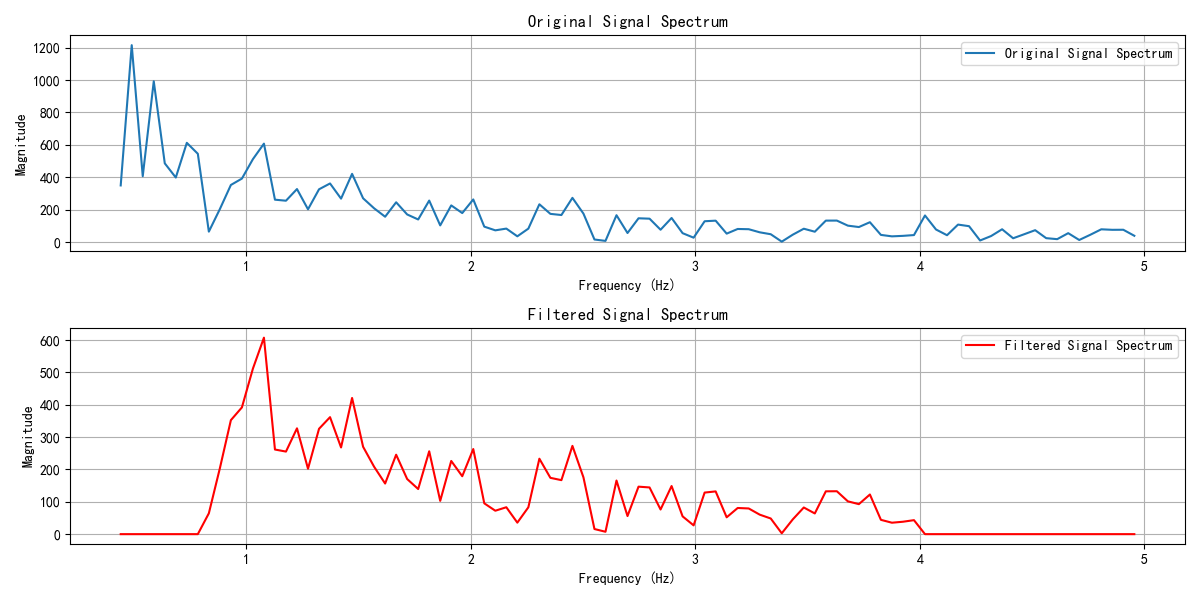 Original Signal Spectrum
Original Signal Spectrum
Magnitude
1200
1000
800
600
400
200
0
1 2 3 4 5
Frequency (Hz)
Filtered Signal Spectrum
Filtered Signal Spectrum
Magnitude
600
500
400
300
200
100
0
1 2 3 4 5
Frequency (Hz)